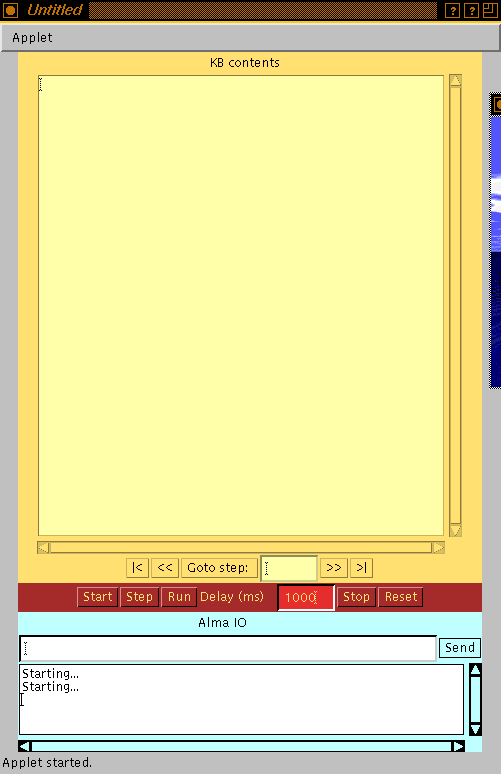 Untitled ? ?
Applet
KB contents
|< << Goto step: >> >|
Start Step Run Delay (ms) 1000 Stop Reset
Alma IO
Send
Starting...
Starting...
Applet started.